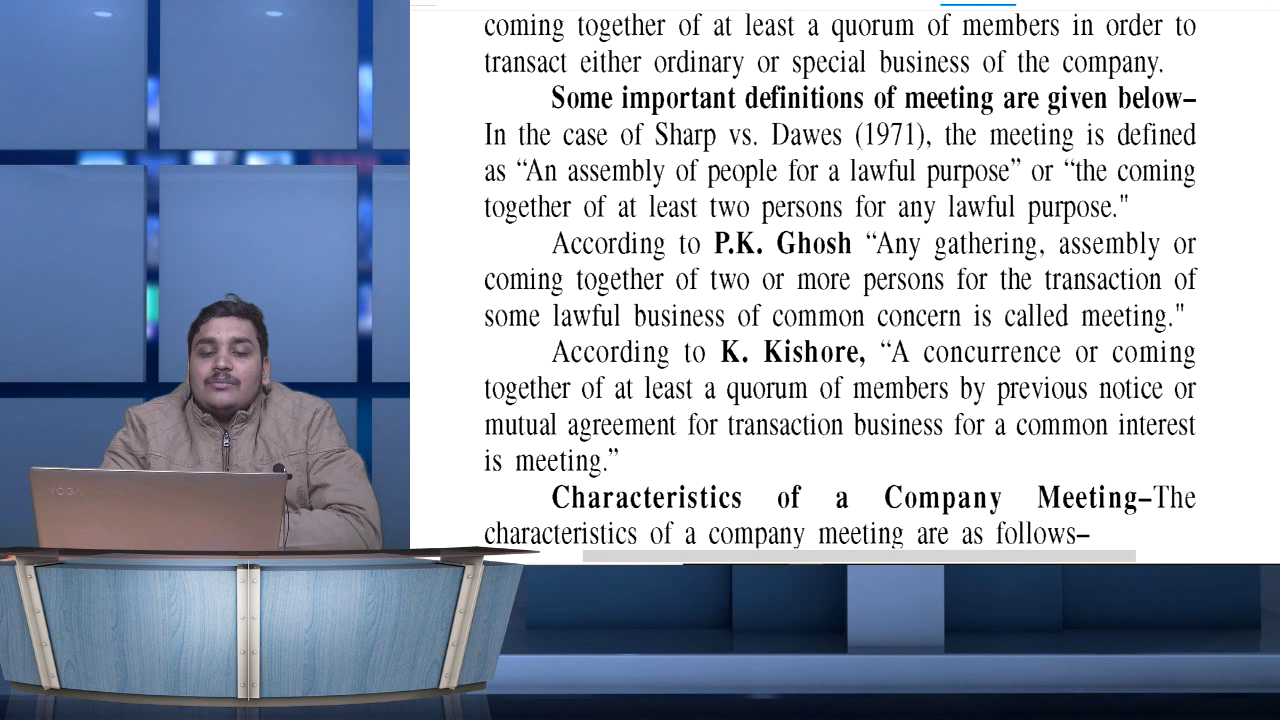 coming together of at least a quorum of members in order to
transact either ordinary or special business of the company.
Some important definitions of meeting are given below–
In the case of Sharp vs. Dawes (1971), the meeting is defined
as “An assembly of people for a lawful purpose” or “the coming
together of at least two persons for any lawful purpose."
According to P.K. Ghosh “Any gathering, assembly or
coming together of two or more persons for the transaction of
some lawful business of common concern is called meeting."
According to K. Kishore, “A concurrence or coming
together of at least a quorum of members by previous notice or
mutual agreement for transaction business for a common interest
is meeting.”
Characteristics of a Company Meeting–The
characteristics of a company meeting are as follows–
YOGA